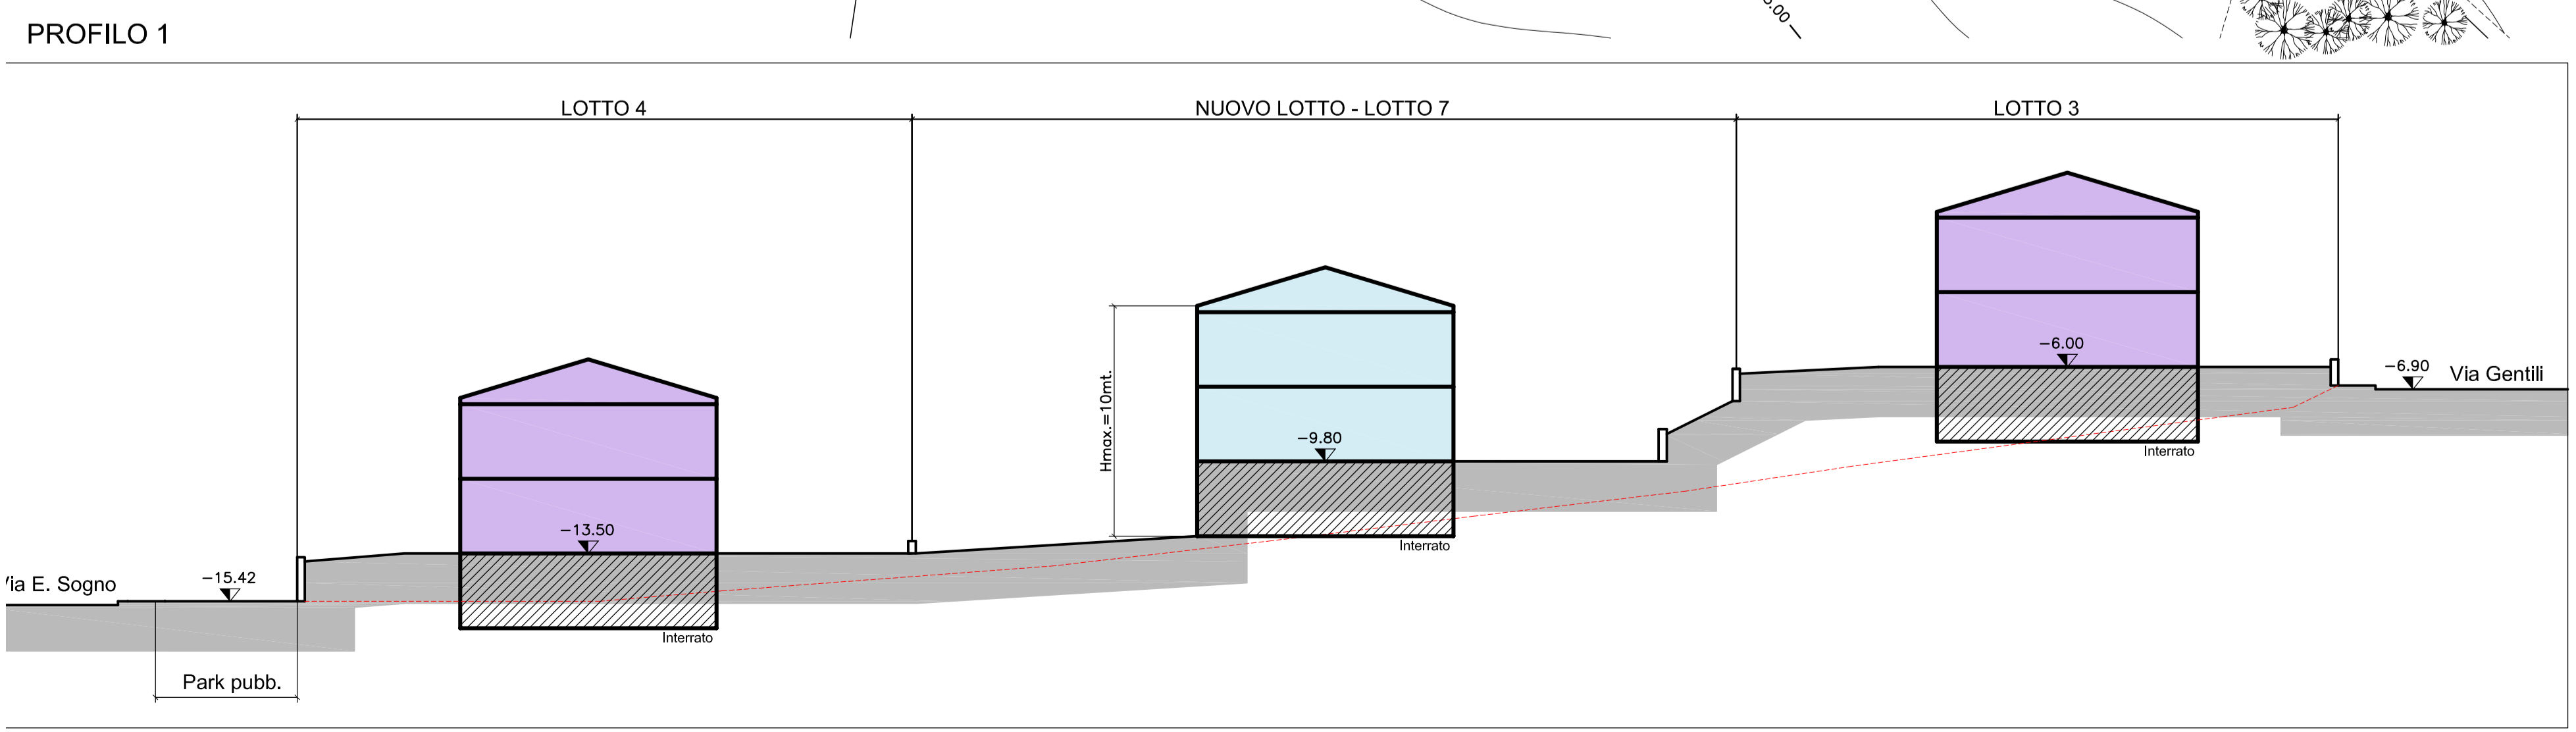 PROFILO 1
LOTTO 4
NUOVO LOTTO - LOTTO 7
LOTTO 3
Hmax.=10mt.
-6.00
-6.90
Via Gentili
-9.80
Interrato
-13.50
Interrato
E. Sogno
-15.42
Interrato
Park pubb.